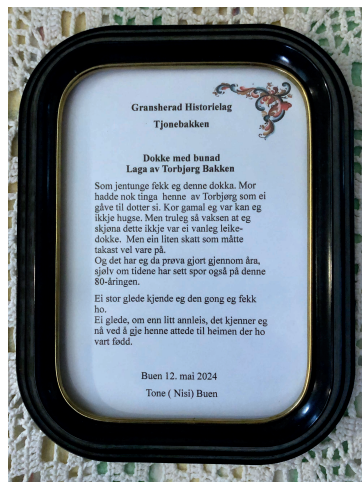 Gransherad Historielag
Tjonebakken
Dokke med bunad
Laga av Torbjørg Bakken
Som jentunge fekk eg denne dokka. Mor
hadde nok tinga henne av Torbjørg som ei
gåve til dotter si. Kor gamal eg var kan eg
ikkje hugse. Men truleg så vaksen at eg
skjøna dette ikkje var ei vanleg leike-
dokke. Men ein liten skatt som måtte
takast vel vare på.
Og det har eg da prøva gjort gjennom åra,
sjølv om tidene har sett spor også på denne
80-åringen.
Ei stor glede kjende eg den gong eg fekk
ho.
Ei glede, om enn litt annleis, det kjenner eg
nå ved å gje henne attede til heimen der ho
vart fødd.
Buen 12. mai 2024
Tone ( Nisi) Buen